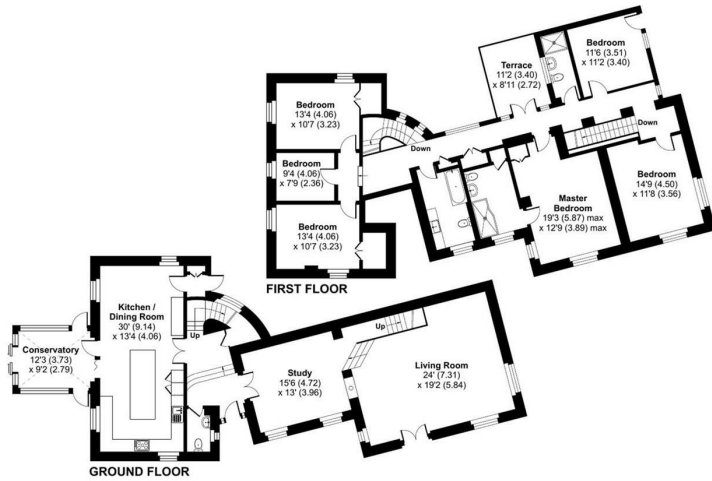 Bedroom
11'6 (3.51)
x 11'2 (3.40)
Terrace
11'2 (3.40)
x 8'11 (2.72)
Bedroom
13'4 (4.06)
x 10'7 (3.23)
Down
Down
Bedroom
9'4 (4.06)
x 7'9 (2.36)
Bedroom
14'9 (4.50)
x 11'8 (3.56)
Master
Bedroom
19'3 (5.87) max
x 12'9 (3.89) max
Bedroom
13'4 (4.06)
x 10'7 (3.23)
FIRST FLOOR
Kitchen /
Dining Room
30' (9.14)
x 13'4 (4.06)
Up
Up
Conservatory
12'3 (3.73)
x 9'2 (2.79)
Study
15'6 (4.72)
x 13' (3.96)
Living Room
24' (7.31)
x 19'2 (5.84)
GROUND FLOOR